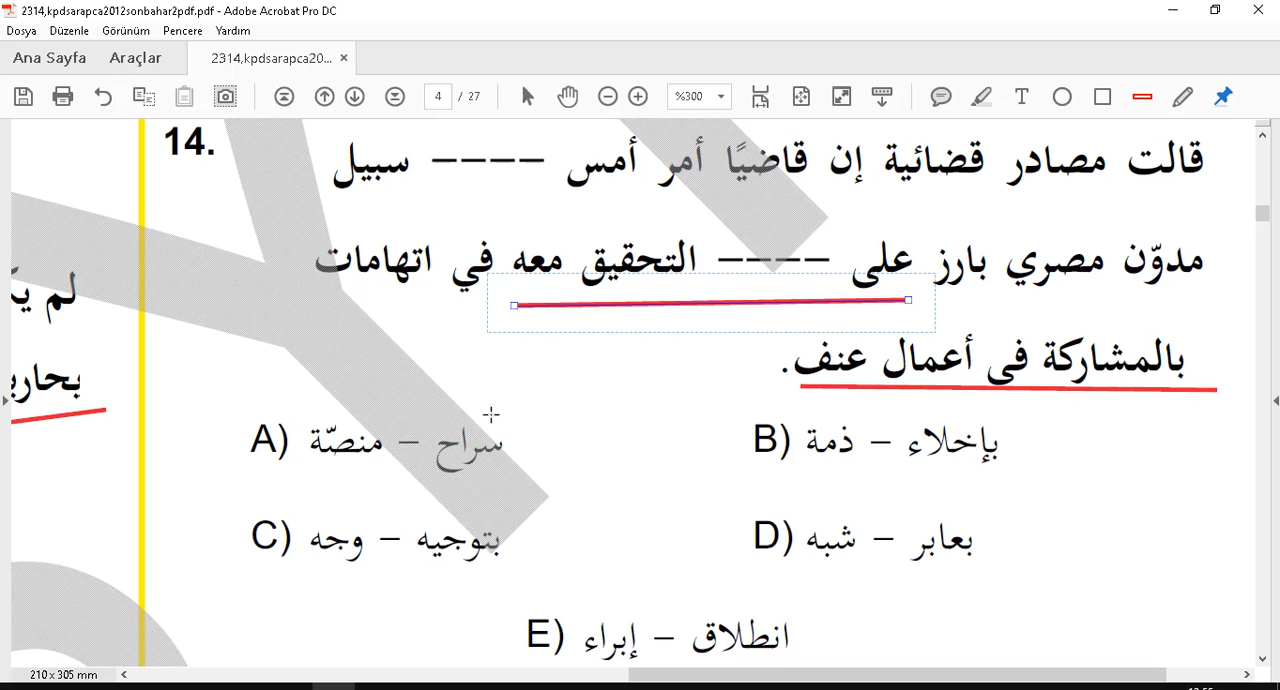 2314,kpdsarapca2012sonbahar2pdf.pdf - Adobe Acrobat Pro DC
Dosya Düzenle Görünüm Pencere Yardım
Ana Sayfa Araçlar 2314,kpdsarapca20... ×
4 / 27 %300
14. قالت مصادر قضائية إن قاضيًا أمر أمس ---- سبيل
مدوّن مصري بارز على ---- التحقيق معه في اتهامات
بالمشاركة في أعمال عنف.
A) سراح – منصّة
B) بإخلاء – ذمة
C) بتوجيه – وجه
D) بعابر – شبه
E) انطلاق – إبراء
210 x 305 mm